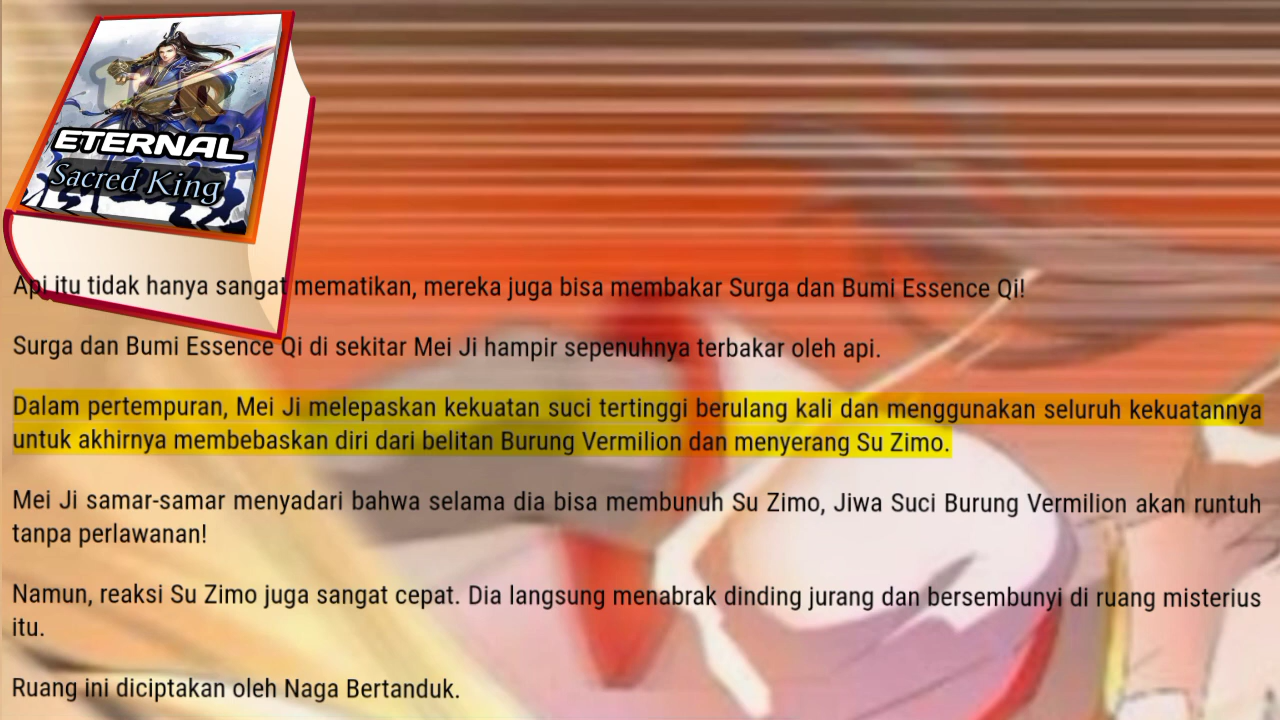 ETERNAL
Sacred King
Api itu tidak hanya sangat mematikan, mereka juga bisa membakar Surga dan Bumi Essence Qi!
Surga dan Bumi Essence Qi di sekitar Mei Ji hampir sepenuhnya terbakar oleh api.
Dalam pertempuran, Mei Ji melepaskan kekuatan suci tertinggi berulang kali dan menggunakan seluruh kekuatannya
untuk akhirnya membebaskan diri dari belitan Burung Vermilion dan menyerang Su Zimo.
Mei Ji samar-samar menyadari bahwa selama dia bisa membunuh Su Zimo, Jiwa Suci Burung Vermilion akan runtuh
tanpa perlawanan!
Namun, reaksi Su Zimo juga sangat cepat. Dia langsung menabrak dinding jurang dan bersembunyi di ruang misterius
itu.
Ruang ini diciptakan oleh Naga Bertanduk.